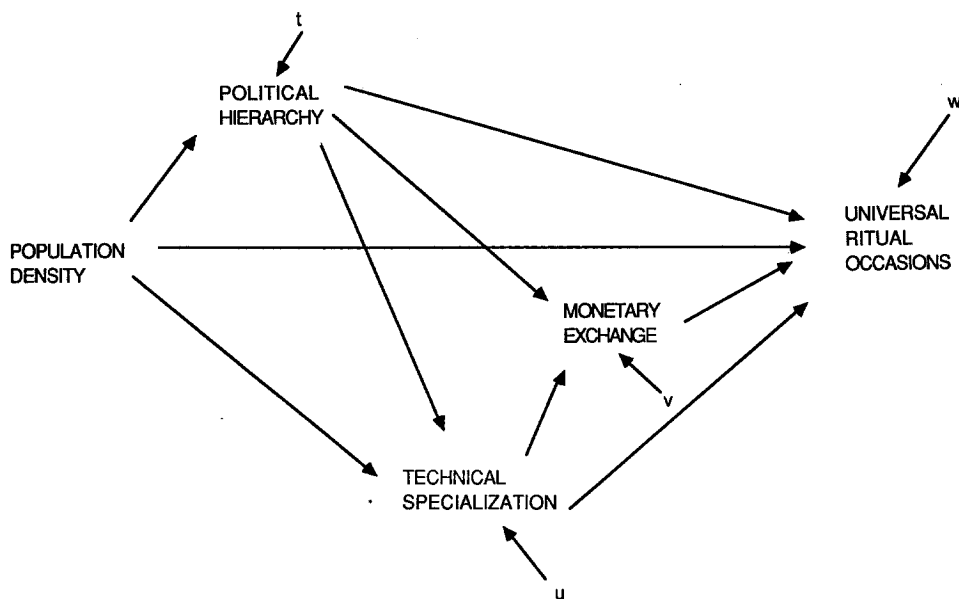 t
POLITICAL
HIERARCHY
w
UNIVERSAL
RITUAL
OCCASIONS
POPULATION
DENSITY
MONETARY
EXCHANGE
v
TECHNICAL
SPECIALIZATION
u